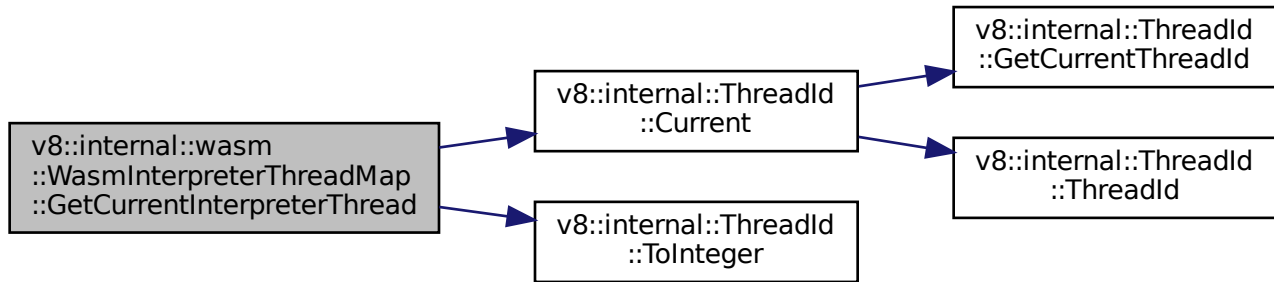 v8::internal::wasm
::WasmInterpreterThreadMap
::GetCurrentInterpreterThread
v8::internal::ThreadId
::Current
v8::internal::ThreadId
::ToInteger
v8::internal::ThreadId
::GetCurrentThreadId
v8::internal::ThreadId
::ThreadId